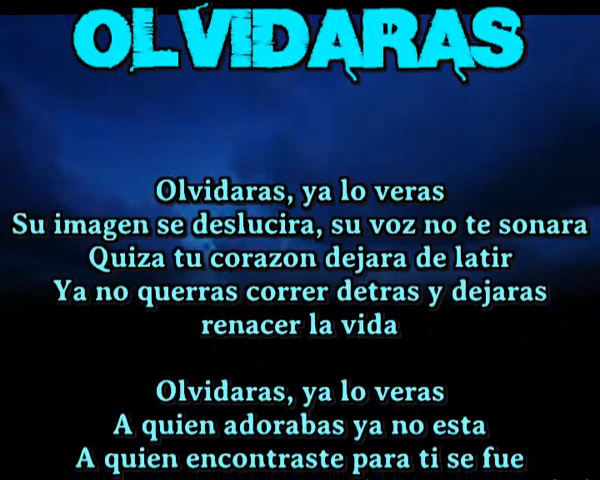 OLVIDARAS
Olvidaras, ya lo veras
Su imagen se deslucira, su voz no te sonara
Quiza tu corazon dejara de latir
Ya no querras correr detras y dejaras
renacer la vida
Olvidaras, ya lo veras
A quien adorabas ya no esta
A quien encontraste para ti se fue